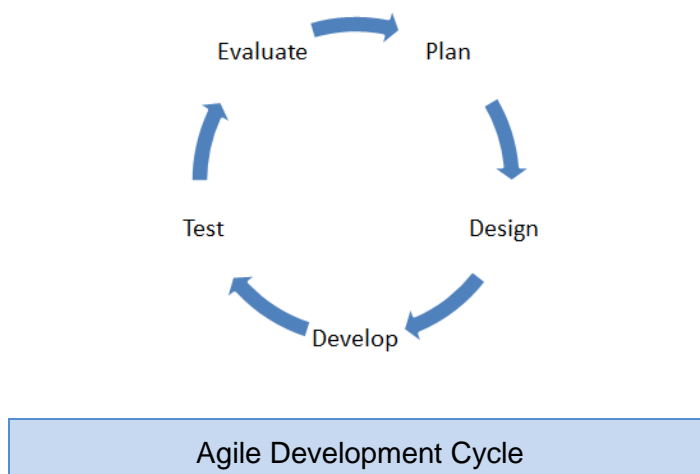 Evaluate
Plan
Design
Develop
Test
Agile Development Cycle